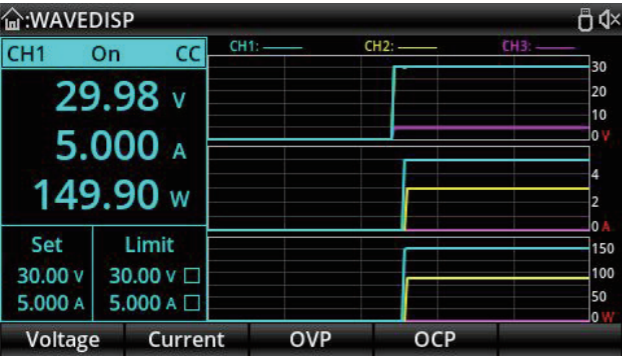 :WAVEDISP
CH1 On CC
29.98 V
5.000 A
149.90 W
Set Limit
30.00 V 30.00 V
5.000 A 5.000 A
CH1: CH2: CH3:
30
20
10
0 V
4
2
0 A
150
100
50
0 W
Voltage Current OVP OCP